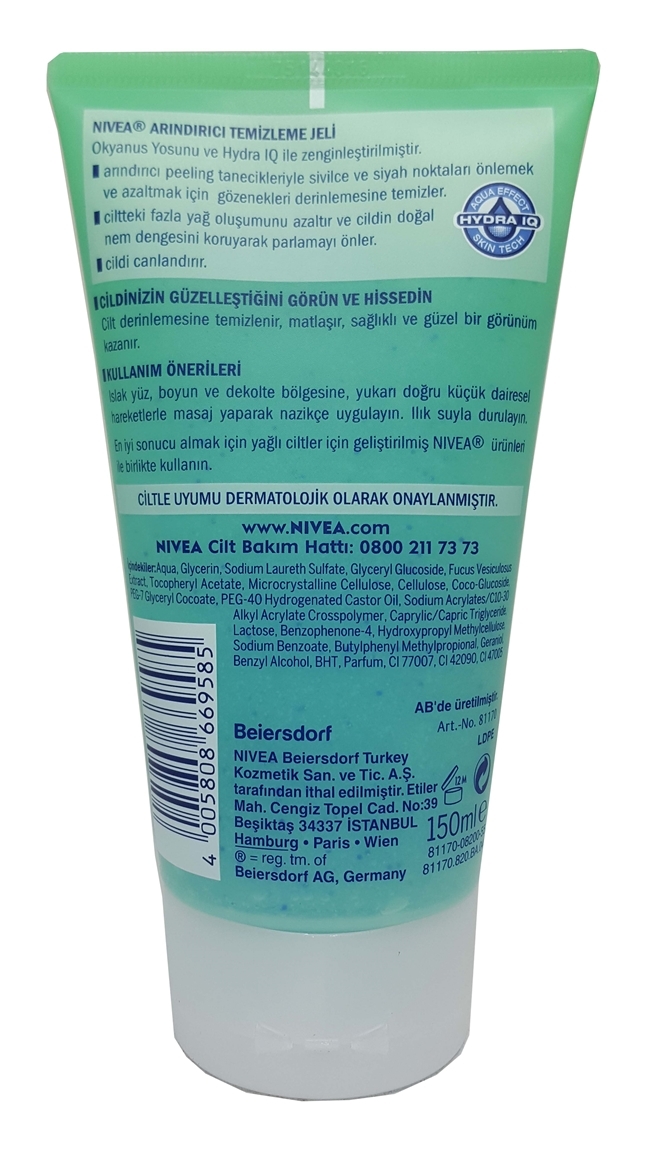 NIVEA® ARINDIRICI TEMİZLEME JELİ
Okyanus Yosunu ve Hydra IQ ile zenginleştirilmiştir.
arındırıcı peeling tanecikleriyle sivilce ve siyah noktaları önlemek
ve azaltmak için gözenekleri derinlemesine temizler.
ciltteki fazla yağ oluşumunu azaltır ve cildin doğal
nem dengesini koruyarak parlamayı önler.
cildi canlandırır.
AQUA EFFECT
HYDRA IQ
SKIN TECH
CİLDİNİZİN GÜZELLEŞTİĞİNİ GÖRÜN VE HİSSEDİN
Cilt derinlemesine temizlenir, matlaşır, sağlıklı ve güzel bir görünüm
kazanır.
KULLANIM ÖNERİLERİ
Islak yüz, boyun ve dekolte bölgesine, yukarı doğru küçük dairesel
hareketlerle masaj yaparak nazikçe uygulayın. Ilık suyla durulayın.
En iyi sonucu almak için yağlı ciltler için geliştirilmiş NIVEA® ürünleri
ile birlikte kullanın.
CİLTLE UYUMU DERMATOLOJİK OLARAK ONAYLANMIŞTIR.
www.NIVEA.com
NIVEA Cilt Bakım Hattı: 0800 211 73 73
İçindekiler:Aqua, Glycerin, Sodium Laureth Sulfate, Glyceryl Glucoside, Fucus Vesiculosus
Extract, Tocopheryl Acetate, Microcrystalline Cellulose, Cellulose, Coco-Glucoside,
PEG-7 Glyceryl Cocoate, PEG-40 Hydrogenated Castor Oil, Sodium Acrylates/C10-30
Alkyl Acrylate Crosspolymer, Caprylic/Capric Triglyceride,
Lactose, Benzophenone-4, Hydroxypropyl Methylcellulose,
Sodium Benzoate, Butylphenyl Methylpropional, Geraniol,
Benzyl Alcohol, BHT, Parfum, CI 77007, CI 42090, CI 47005
4 005808 669585
AB'de üretilmiştir.
Art.-No. 81170
LDPE
Beiersdorf
NIVEA Beiersdorf Turkey
Kozmetik San. ve Tic. A.Ş.
tarafından ithal edilmiştir. Etiler
Mah. Cengiz Topel Cad. No:39
Beşiktaş 34337 İSTANBUL
Hamburg • Paris • Wien
® = reg. tm. of
Beiersdorf AG, Germany
12 M
150ml e